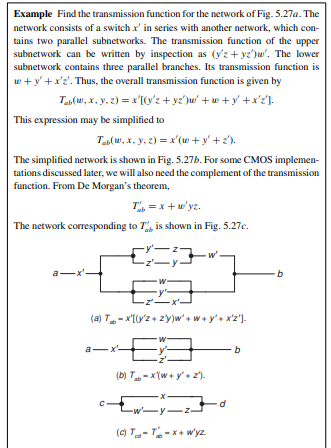 Example Find the transmission function for the network of Fig. 5.27a. The
network consists of a switch x' in series with another network, which con-
tains two parallel subnetworks. The transmission function of the upper
subnetwork can be written by inspection as (y'z + yz')w'. The lower
subnetwork contains three parallel branches. Its transmission function is
w + y' + x'z'. Thus, the overall transmission function is given by
T_ab(w, x, y, z) = x'[(y'z + yz')w' + w + y' + x'z'].
This expression may be simplified to
T_ab(w, x, y, z) = x'(w + y' + z').
The simplified network is shown in Fig. 5.27b. For some CMOS implemen-
tations discussed later, we will also need the complement of the transmission
function. From De Morgan's theorem,
T'_ab = x + w'yz.
The network corresponding to T'_ab is shown in Fig. 5.27c.
y' z
w'
z' y
a x' b
w
y'
z' x'
(a) T_ab = x'[(y'z + z'y)w' + w + y' + x'z'].
w
a x' y' b
z'
(b) T_ab = x'(w + y' + z').
x
c d
w' y z
(c) T_cd = T'_ab = x + w'yz.